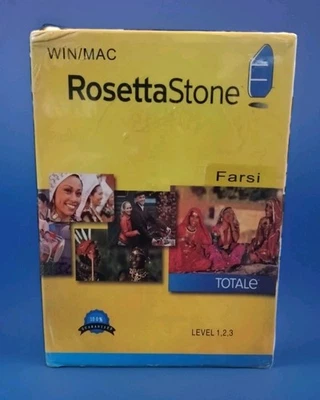 WIN/MAC
RosettaStone
Farsi
TOTALe
LEVEL 1,2,3